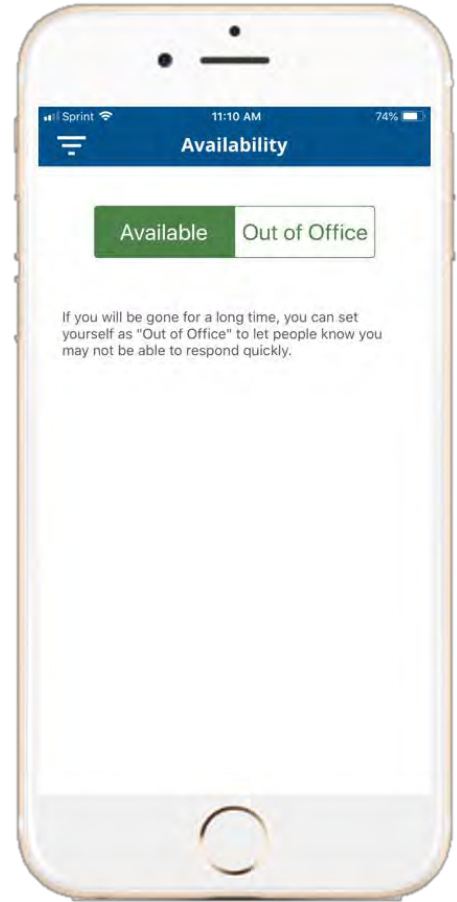 Sprint 11:10 AM 74%
Availability
Available Out of Office
If you will be gone for a long time, you can set
yourself as "Out of Office" to let people know you
may not be able to respond quickly.